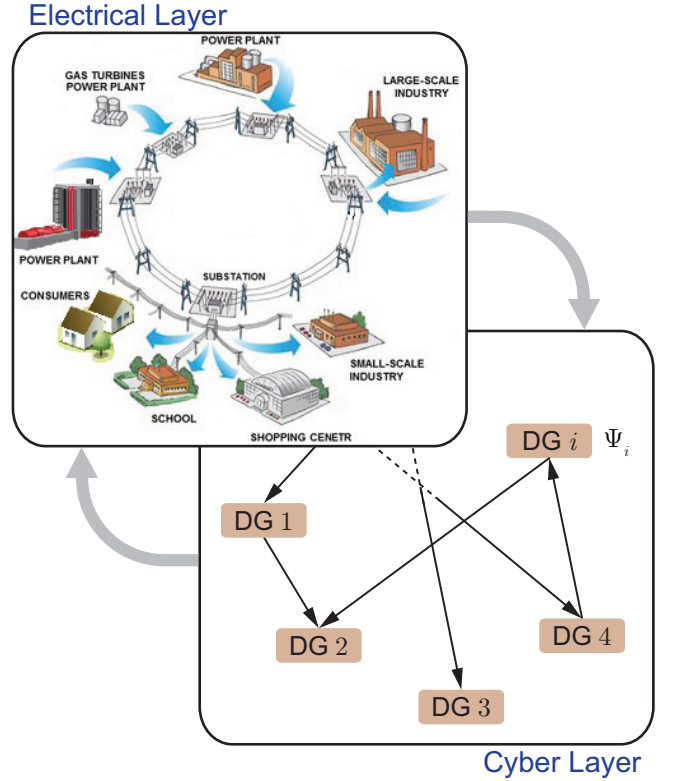 Electrical Layer
POWER PLANT
GAS TURBINES
POWER PLANT
LARGE-SCALE
INDUSTRY
POWER PLANT
SUBSTATION
CONSUMERS
SMALL-SCALE
INDUSTRY
SCHOOL
SHOPPING CENETR
DG i Ψi
DG 1
DG 2
DG 4
DG 3
Cyber Layer